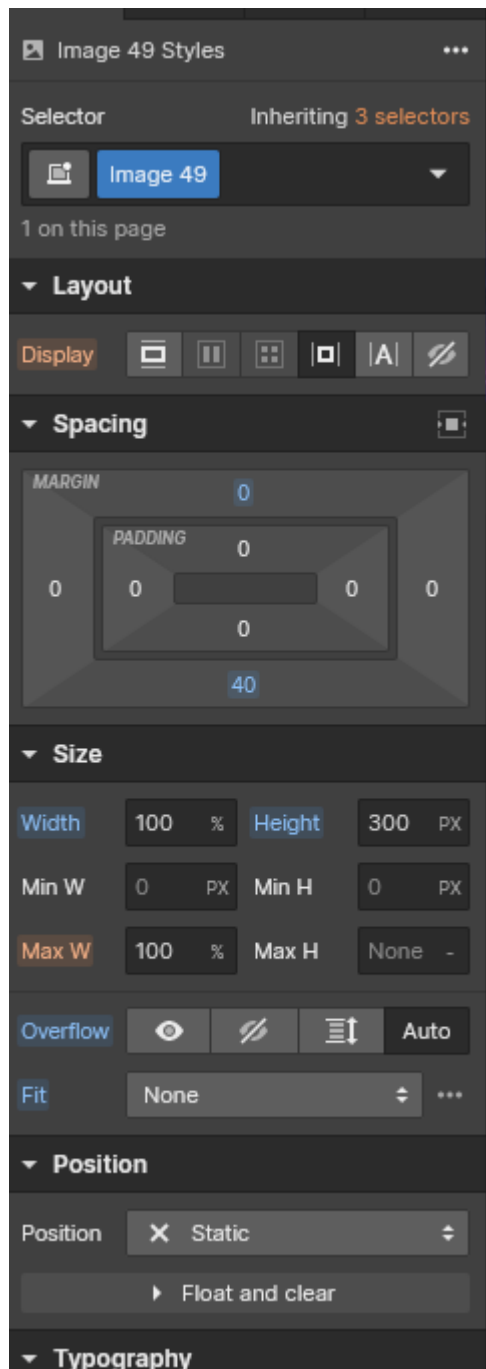 Image 49 Styles
Selector Inheriting 3 selectors
Image 49
1 on this page
Layout
Display |A|
Spacing
MARGIN
0
PADDING
0
0 0 0 0
0
40
Size
Width 100 % Height 300 PX
Min W 0 PX Min H 0 PX
Max W 100 % Max H None -
Overflow Auto
Fit None
Position
Position Static
Float and clear
Typography